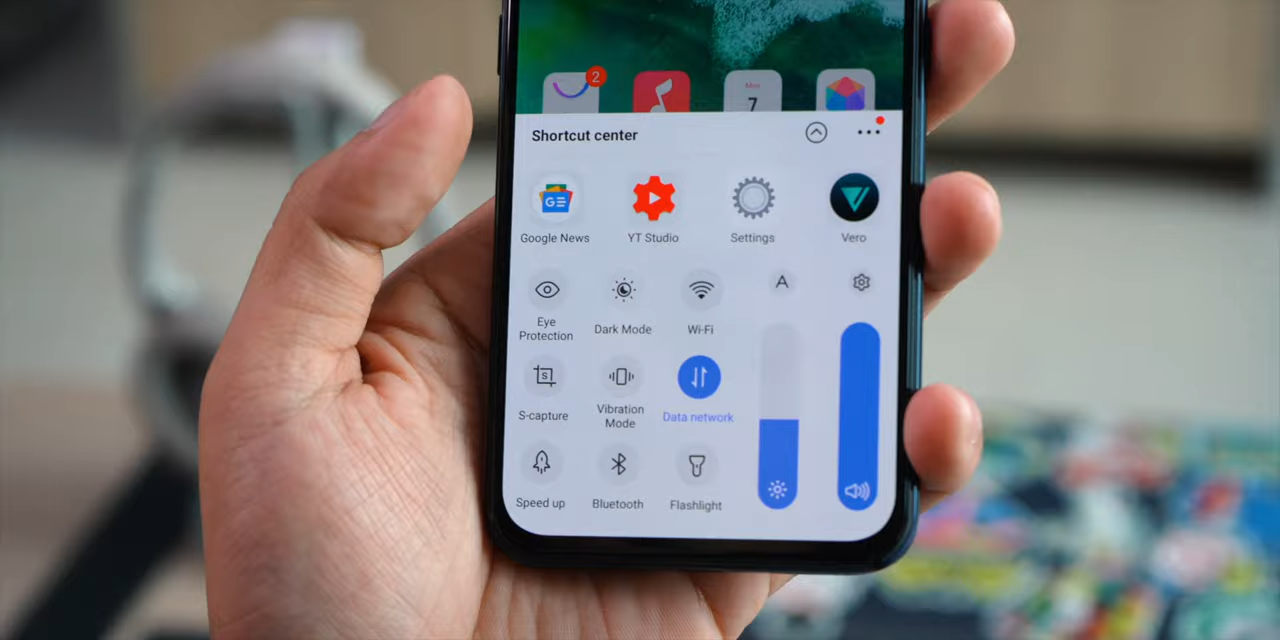 2
Mon
7
Shortcut center
Google News
YT Studio
Settings
Vero
A
Eye
Protection
Dark Mode
Wi-Fi
S
S-capture
Vibration
Mode
Data network
Speed up
Bluetooth
Flashlight